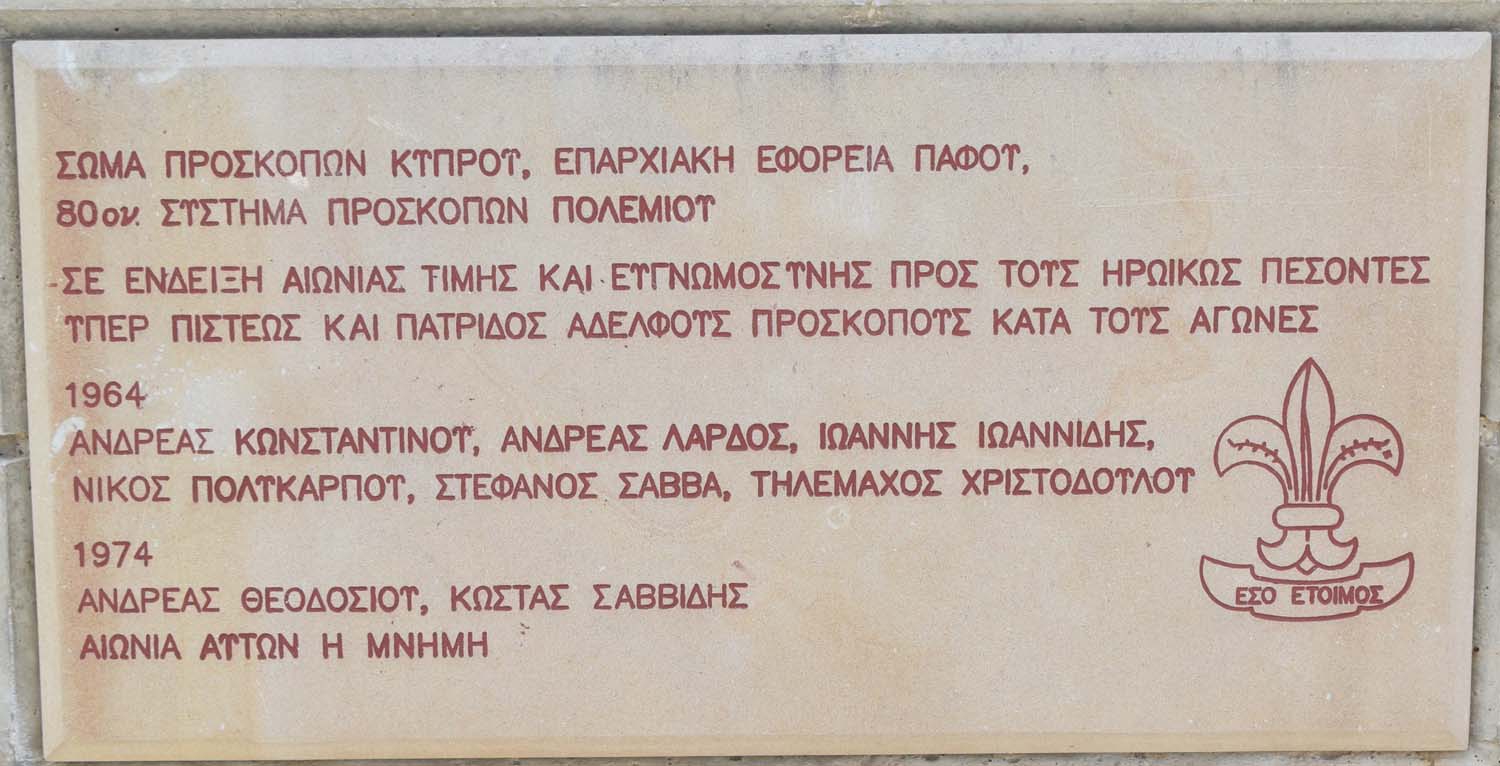 ΣΩΜΑ ΠΡΟΣΚΟΠΩΝ ΚΥΠΡΟΥ, ΕΠΑΡΧΙΑΚΗ ΕΦΟΡΕΙΑ ΠΑΦΟΥ,
80ον ΣΥΣΤΗΜΑ ΠΡΟΣΚΟΠΩΝ ΠΟΛΕΜΙΟΥ
ΣΕ ΕΝΔΕΙΞΗ ΑΙΩΝΙΑΣ ΤΙΜΗΣ ΚΑΙ ΕΥΓΝΩΜΟΣΥΝΗΣ ΠΡΟΣ ΤΟΥΣ ΗΡΩΙΚΩΣ ΠΕΣΟΝΤΕΣ
ΥΠΕΡ ΠΙΣΤΕΩΣ ΚΑΙ ΠΑΤΡΙΔΟΣ ΑΔΕΛΦΟΥΣ ΠΡΟΣΚΟΠΟΥΣ ΚΑΤΑ ΤΟΥΣ ΑΓΩΝΕΣ
1964
ΑΝΔΡΕΑΣ ΚΩΝΣΤΑΝΤΙΝΟΥ, ΑΝΔΡΕΑΣ ΛΑΡΔΟΣ, ΙΩΑΝΝΗΣ ΙΩΑΝΝΙΔΗΣ,
ΝΙΚΟΣ ΠΟΛΥΚΑΡΠΟΥ, ΣΤΕΦΑΝΟΣ ΣΑΒΒΑ, ΤΗΛΕΜΑΧΟΣ ΧΡΙΣΤΟΔΟΥΛΟΥ
1974
ΑΝΔΡΕΑΣ ΘΕΟΔΟΣΙΟΥ, ΚΩΣΤΑΣ ΣΑΒΒΙΔΗΣ
ΑΙΩΝΙΑ ΑΥΤΩΝ Η ΜΝΗΜΗ
ΕΣΟ ΕΤΟΙΜΟΣ